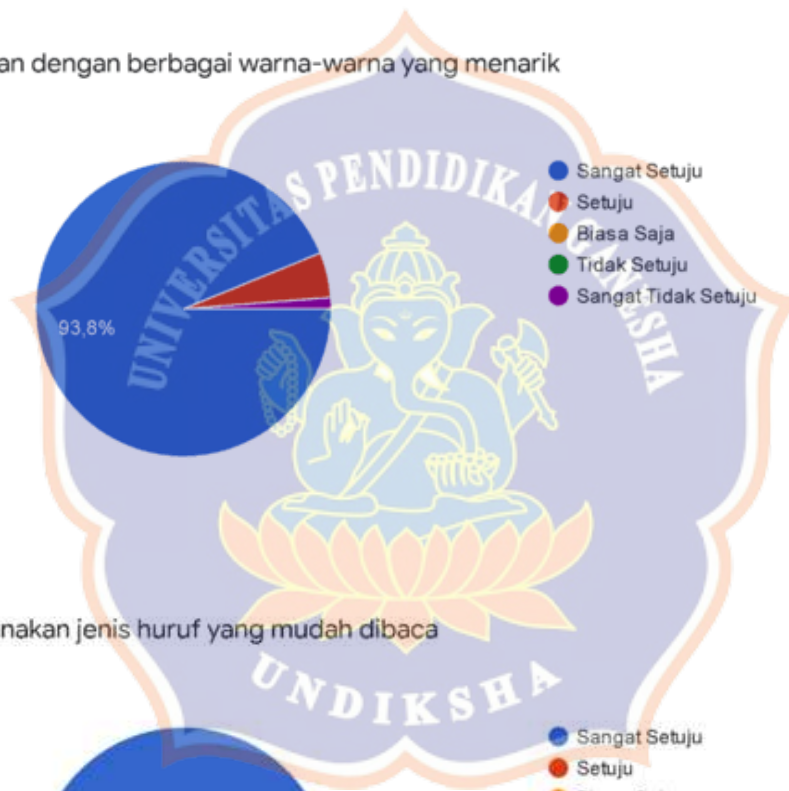 an dengan berbagai warna-warna yang menarik
UNIVERSITAS PENDIDIKAN GANESHA
Sangat Setuju
Setuju
Biasa Saja
Tidak Setuju
Sangat Tidak Setuju
93,8%
nakan jenis huruf yang mudah dibaca
UNDIKSHA
Sangat Setuju
Setuju